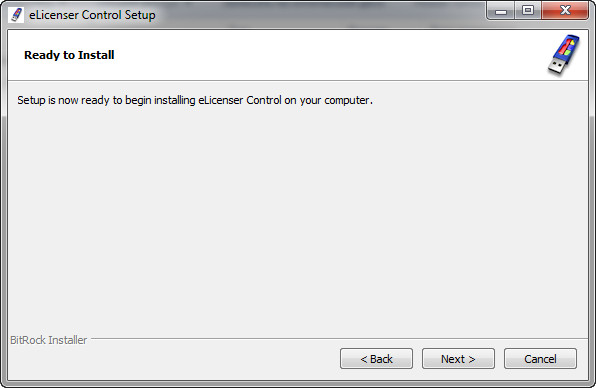 eLicenser Control Setup
Ready to Install
Setup is now ready to begin installing eLicenser Control on your computer.
BitRock Installer
< Back
Next >
Cancel